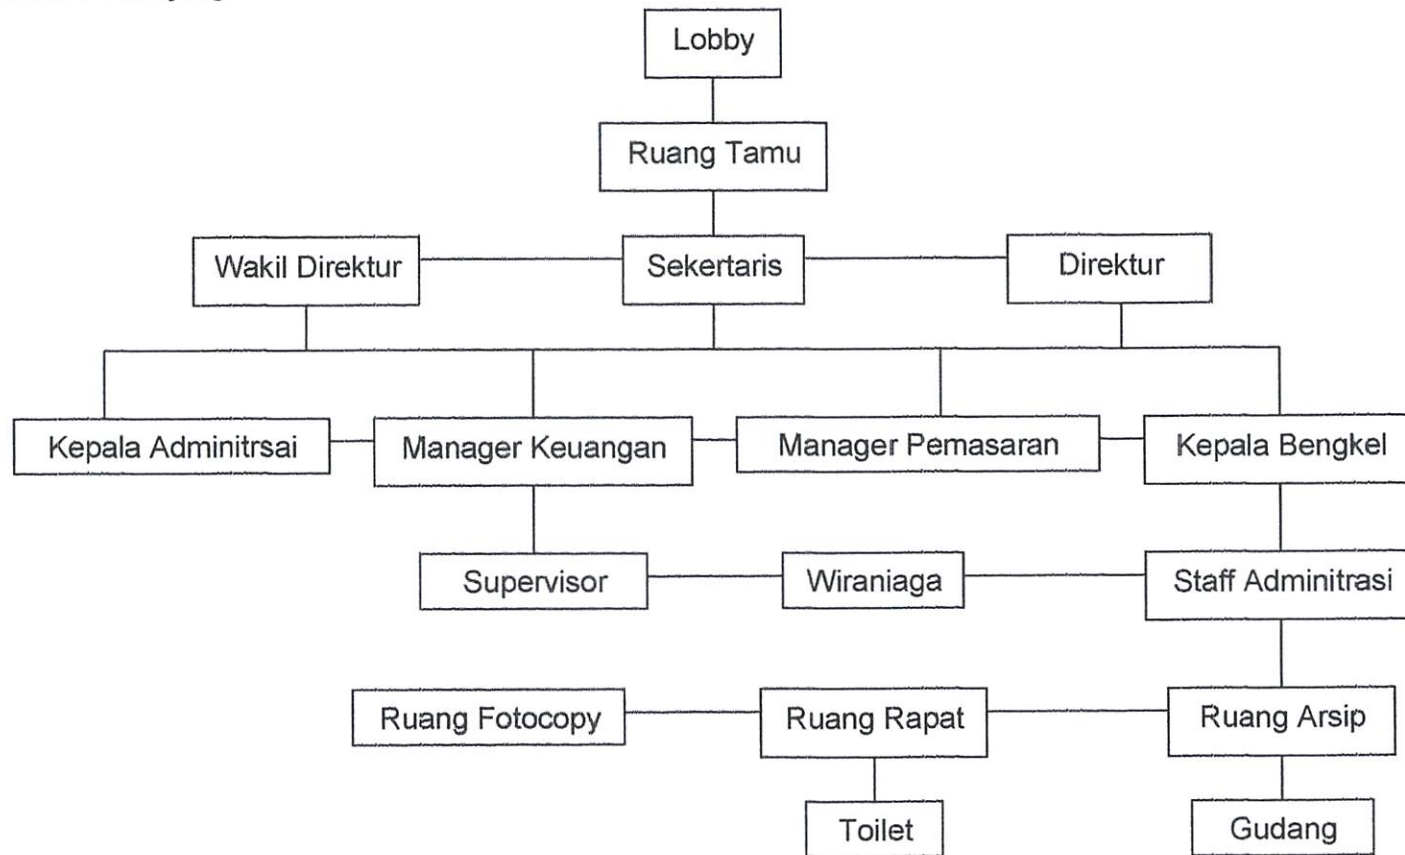 Lobby
Ruang Tamu
Wakil Direktur
Sekertaris
Direktur
Kepala Adminitrsai
Manager Keuangan
Manager Pemasaran
Kepala Bengkel
Supervisor
Wiraniaga
Staff Adminitrasi
Ruang Fotocopy
Ruang Rapat
Ruang Arsip
Toilet
Gudang